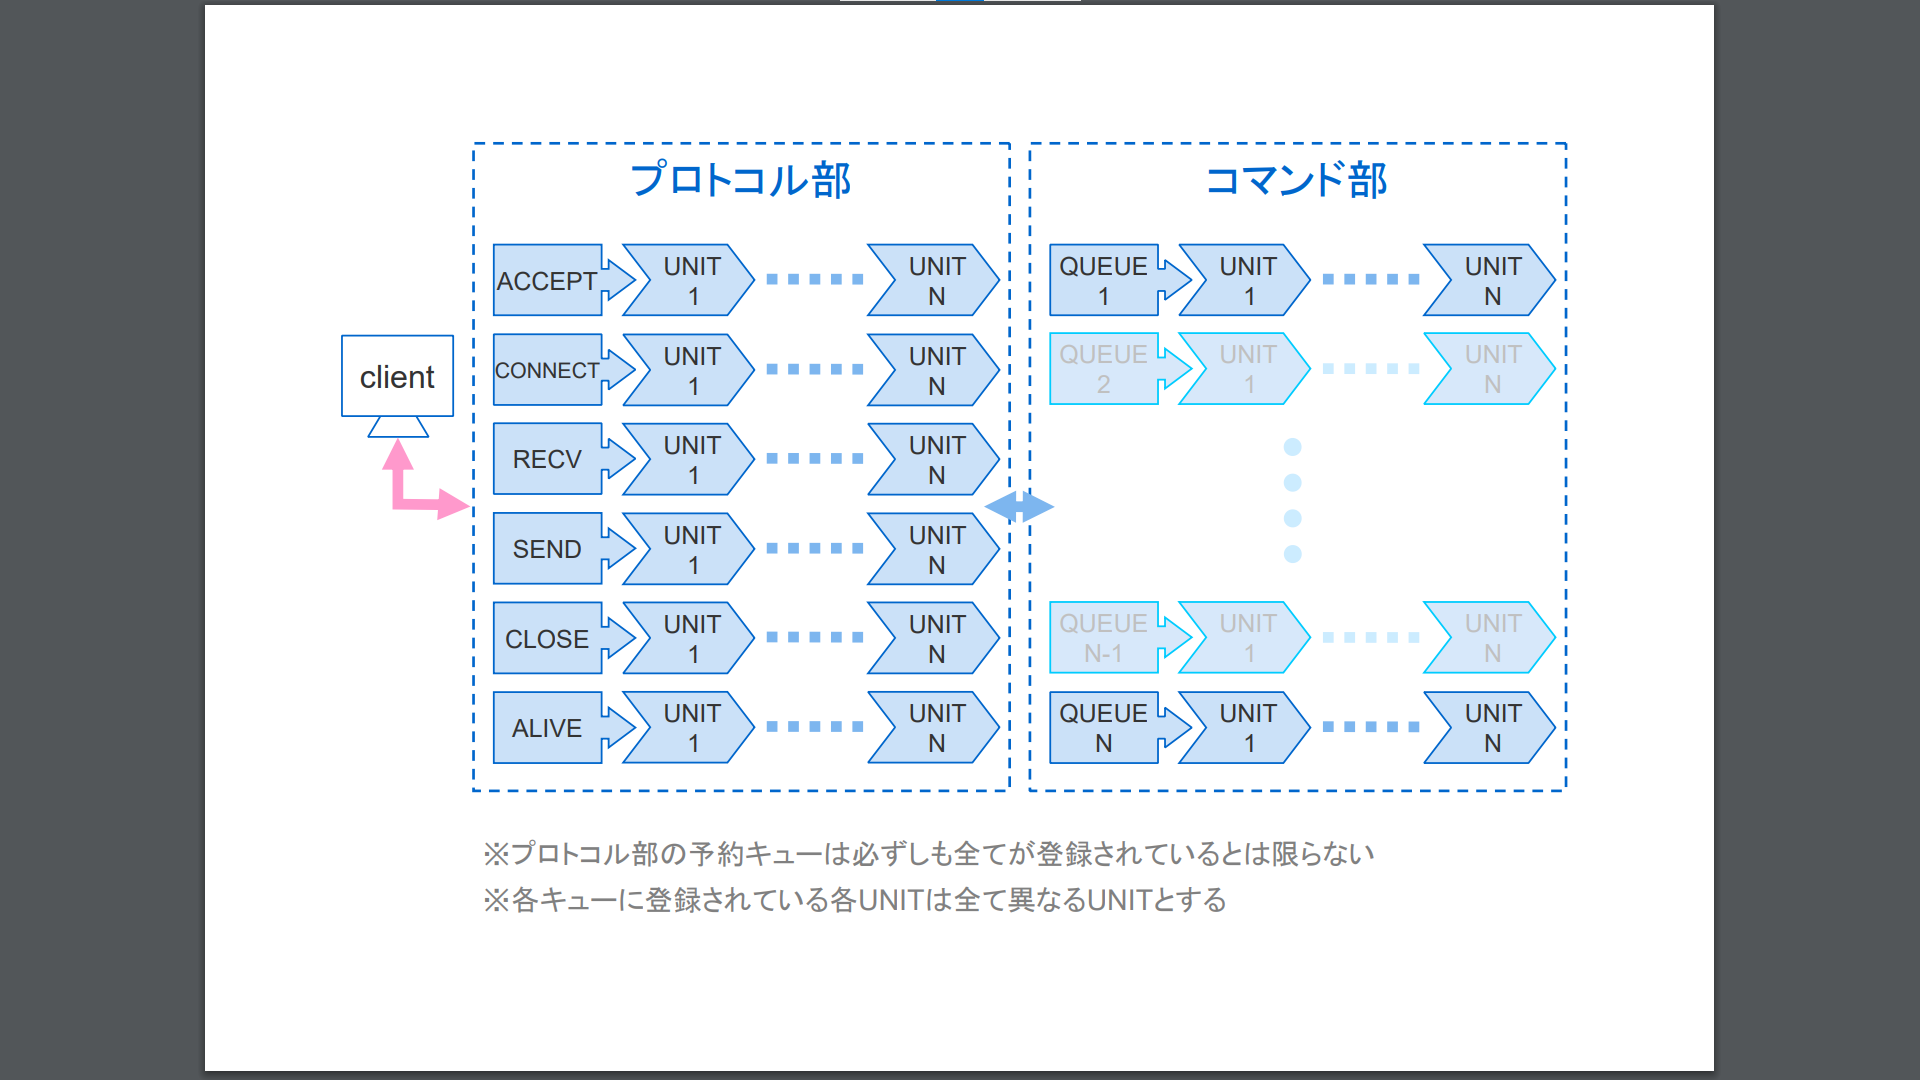 プロトコル部
コマンド部
client
ACCEPT
UNIT
1
UNIT
N
CONNECT
UNIT
1
UNIT
N
RECV
UNIT
1
UNIT
N
SEND
UNIT
1
UNIT
N
CLOSE
UNIT
1
UNIT
N
ALIVE
UNIT
1
UNIT
N
QUEUE
1
UNIT
1
UNIT
N
QUEUE
2
UNIT
1
UNIT
N
QUEUE
N-1
UNIT
1
UNIT
N
QUEUE
N
UNIT
1
UNIT
N
※プロトコル部の予約キューは必ずしも全てが登録されているとは限らない
※各キューに登録されている各UNITは全て異なるUNITとする